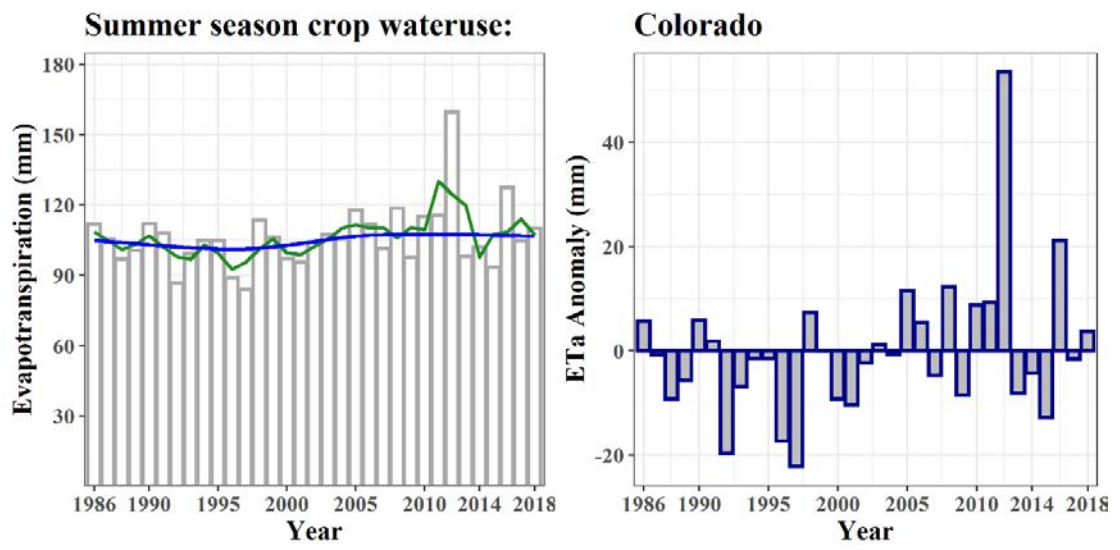 Summer season crop wateruse:
Evapotranspiration (mm)
180
150
120
90
60
30
1986 1990 1995 2000 2005 2010 2014 2018
Year
Colorado
ETa Anomaly (mm)
40
20
0
-20
1986 1990 1995 2000 2005 2010 2014 2018
Year